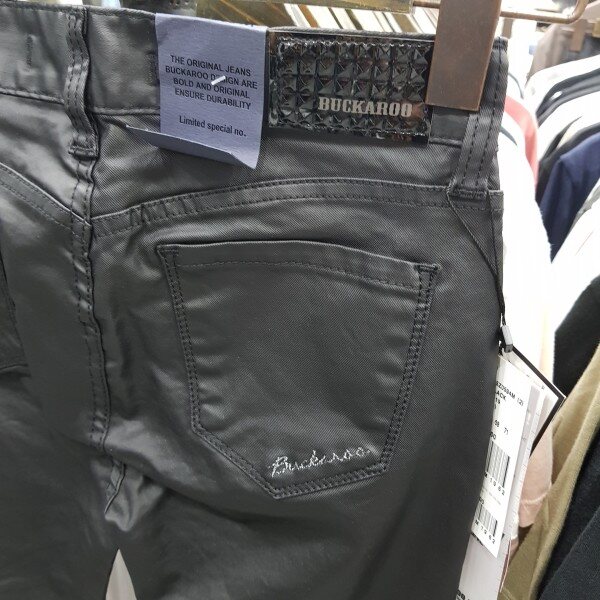 THE ORIGINAL JEANS
BUCKAROO DESIGN ARE
BOLD AND ORIGINAL
ENSURE DURABILITY
Limited special no.
BUCKAROO
Buckaroo